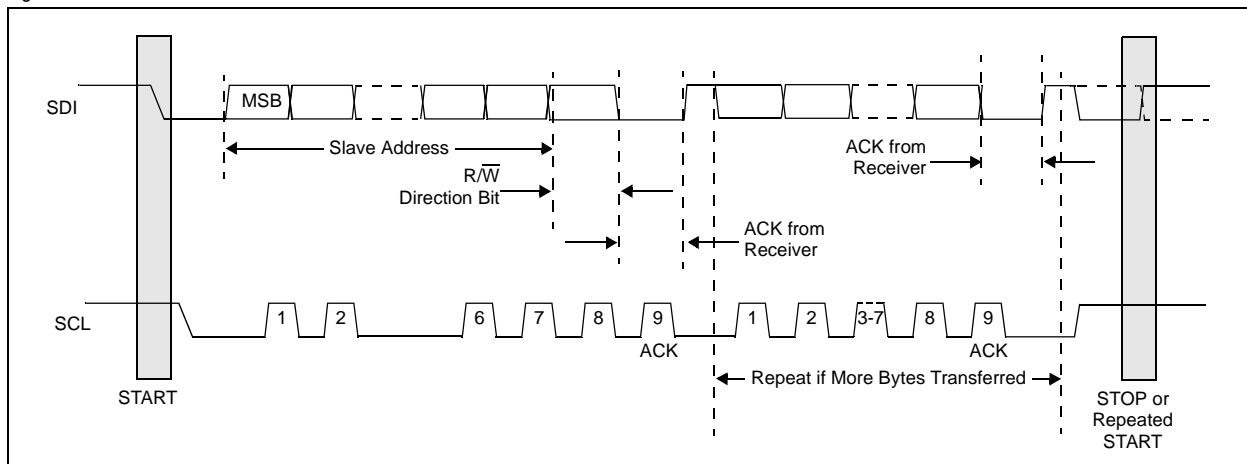 SDI
MSB
Slave Address
R/W̅
Direction Bit
ACK from
Receiver
ACK from
Receiver
SCL
1
2
6
7
8
9
ACK
1
2
3-7
8
9
ACK
Repeat if More Bytes Transferred
START
STOP or
Repeated
START